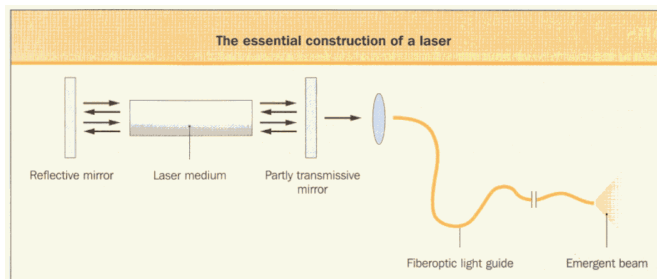 The essential construction of a laser
Reflective mirror
Laser medium
Partly transmissive
mirror
Fiberoptic light guide
Emergent beam